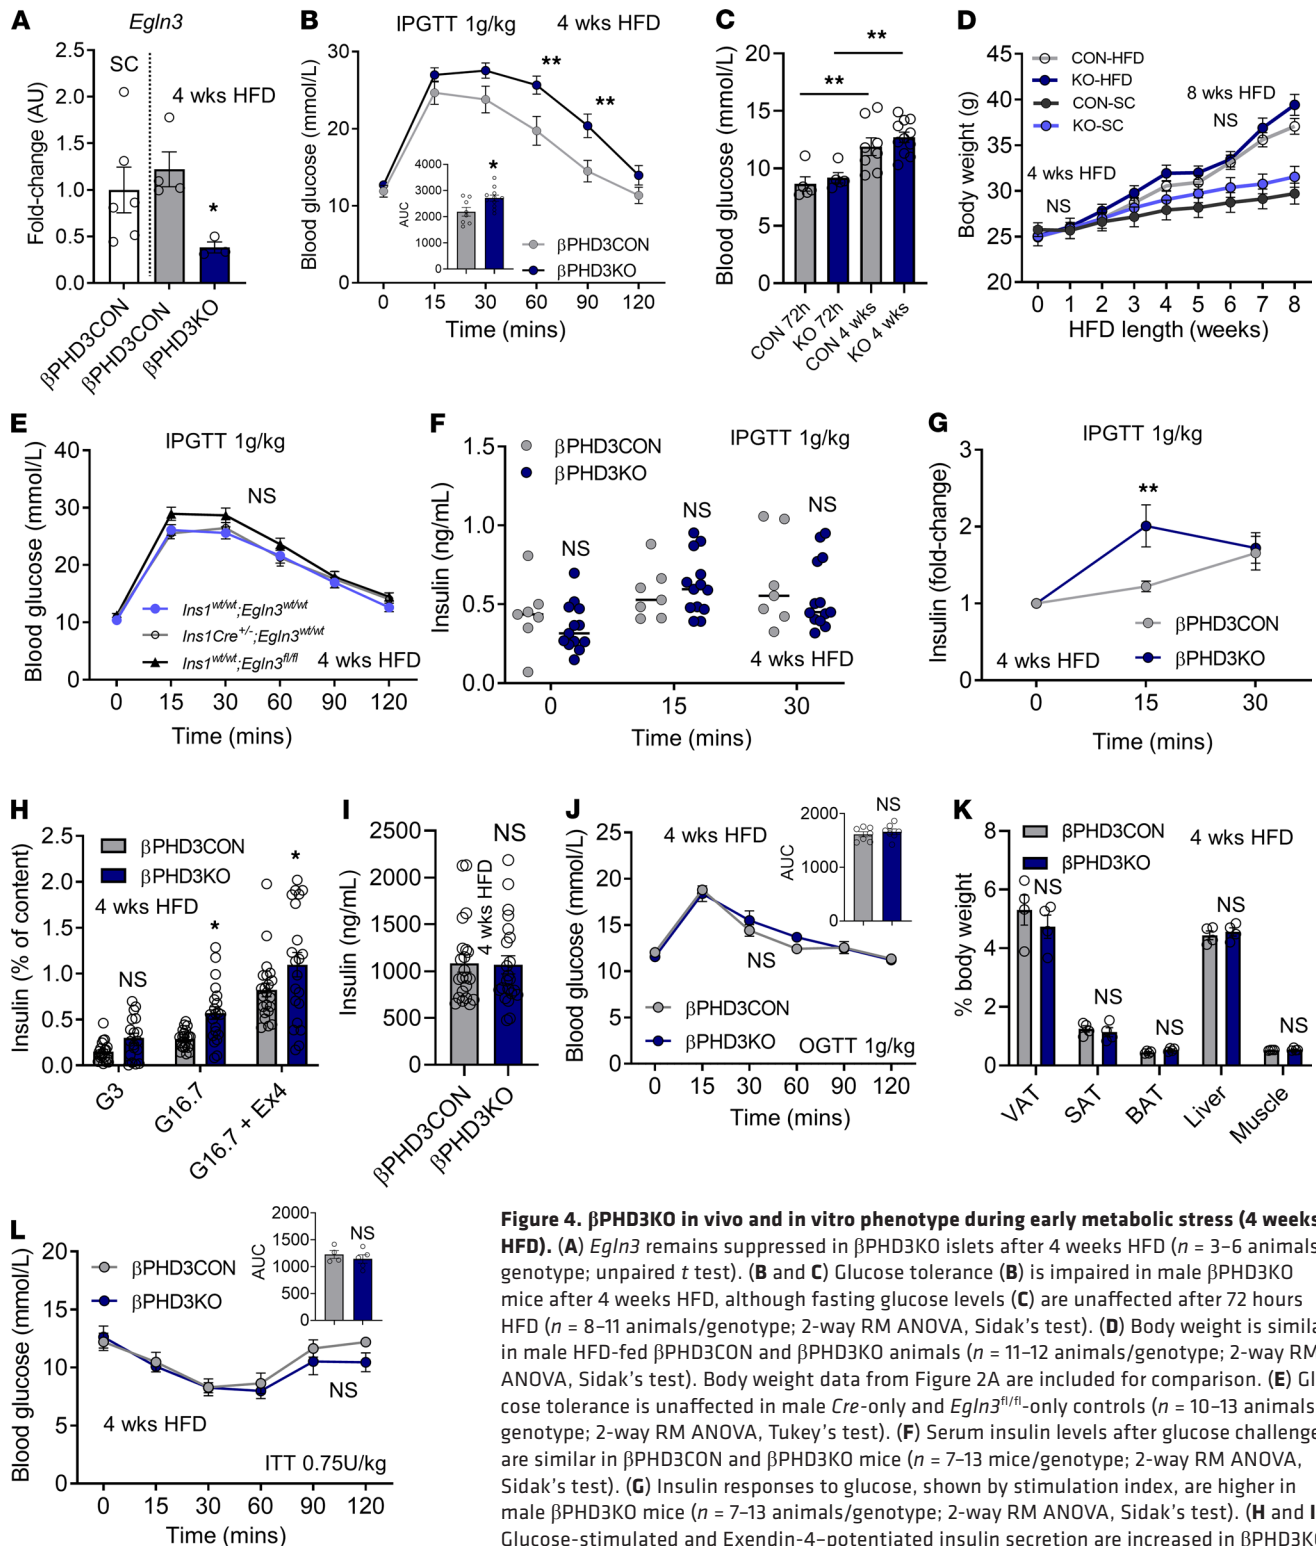 A
Egln3
SC
4 wks HFD
Fold-change (AU)
2.5
2.0
1.5
1.0
0.5
0.0
*
βPHD3CON
βPHD3CON
βPHD3KO
B
IPGTT 1g/kg
4 wks HFD
Blood glucose (mmol/L)
30
20
10
0
**
**
AUC
4000
3000
2000
1000
0
*
βPHD3CON
βPHD3KO
0 15 30 60 90 120
Time (mins)
C
Blood glucose (mmol/L)
20
15
10
5
0
**
**
CON 72h
KO 72h
CON 4 wks
KO 4 wks
D
Body weight (g)
45
40
35
30
25
20
CON-HFD
KO-HFD
CON-SC
KO-SC
8 wks HFD
NS
4 wks HFD
NS
0 1 2 3 4 5 6 7 8
HFD length (weeks)
E
IPGTT 1g/kg
Blood glucose (mmol/L)
40
30
20
10
0
NS
Ins1wt/wt;Egln3wt/wt
Ins1Cre+/-;Egln3wt/wt
Ins1wt/wt;Egln3fl/fl
4 wks HFD
0 15 30 60 90 120
Time (mins)
F
βPHD3CON
βPHD3KO
IPGTT 1g/kg
Insulin (ng/mL)
1.5
1.0
0.5
0.0
NS
NS
NS
4 wks HFD
0 15 30
Time (mins)
G
IPGTT 1g/kg
Insulin (fold-change)
3
2
1
0
**
βPHD3CON
βPHD3KO
4 wks HFD
0 15 30
Time (mins)
H
Insulin (% of content)
2.5
2.0
1.5
1.0
0.5
0.0
βPHD3CON
βPHD3KO
4 wks HFD
NS
*
*
G3
G16.7
G16.7 + Ex4
I
Insulin (ng/mL)
2500
2000
1500
1000
500
0
NS
4 wks HFD
βPHD3CON
βPHD3KO
J
4 wks HFD
Blood glucose (mmol/L)
25
20
15
10
5
0
AUC
2000
1000
0
NS
NS
βPHD3CON
βPHD3KO
OGTT 1g/kg
0 15 30 60 90 120
Time (mins)
K
βPHD3CON
βPHD3KO
4 wks HFD
% body weight
8
6
4
2
0
NS
NS
NS
NS
NS
VAT
SAT
BAT
Liver
Muscle
L
Blood glucose (mmol/L)
20
15
10
5
0
βPHD3CON
βPHD3KO
AUC
2000
1500
1000
500
0
NS
NS
4 wks HFD
ITT 0.75U/kg
0 15 30 60 90 120
Time (mins)
Figure 4. βPHD3KO in vivo and in vitro phenotype during early metabolic stress (4 weeks
HFD). (A) Egln3 remains suppressed in βPHD3KO islets after 4 weeks HFD (n = 3–6 animals
genotype; unpaired t test). (B and C) Glucose tolerance (B) is impaired in male βPHD3KO
mice after 4 weeks HFD, although fasting glucose levels (C) are unaffected after 72 hours
HFD (n = 8–11 animals/genotype; 2-way RM ANOVA, Sidak's test). (D) Body weight is simila
in male HFD-fed βPHD3CON and βPHD3KO animals (n = 11–12 animals/genotype; 2-way RM
ANOVA, Sidak's test). Body weight data from Figure 2A are included for comparison. (E) Gl
cose tolerance is unaffected in male Cre-only and Egln3fl/fl-only controls (n = 10–13 animals
genotype; 2-way RM ANOVA, Tukey's test). (F) Serum insulin levels after glucose challenge
are similar in βPHD3CON and βPHD3KO mice (n = 7–13 mice/genotype; 2-way RM ANOVA,
Sidak's test). (G) Insulin responses to glucose, shown by stimulation index, are higher in
male βPHD3KO mice (n = 7–13 animals/genotype; 2-way RM ANOVA, Sidak's test). (H and I
Glucose-stimulated and Exendin-4–potentiated insulin secretion are increased in βPHD3KO